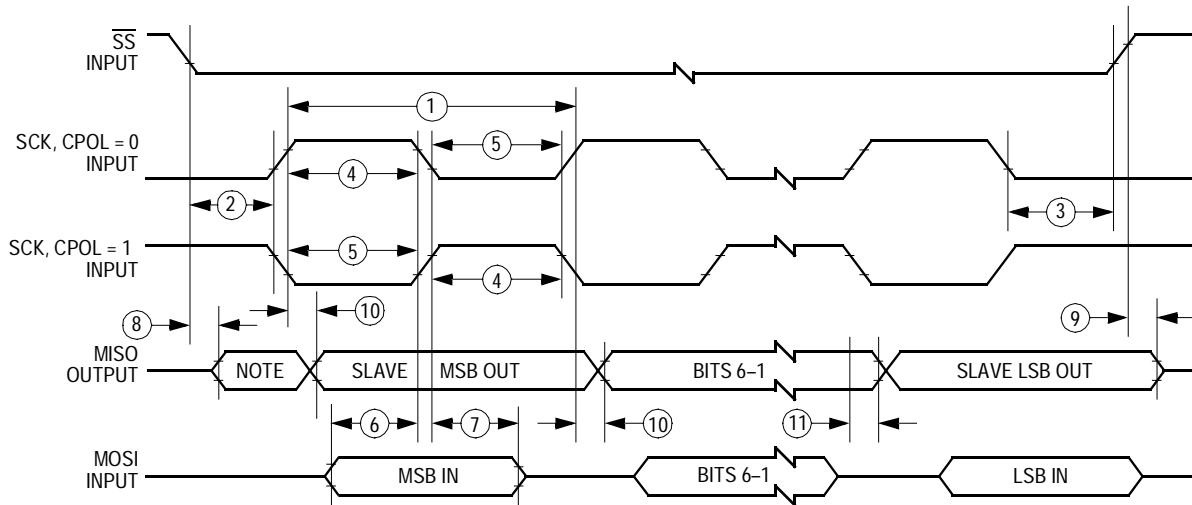 SS
INPUT
1
SCK, CPOL = 0
INPUT
5
4
2
3
SCK, CPOL = 1
INPUT
5
4
8
10
9
MISO
OUTPUT
NOTE
SLAVE
MSB OUT
BITS 6–1
SLAVE LSB OUT
6
7
10
11
MOSI
INPUT
MSB IN
BITS 6–1
LSB IN